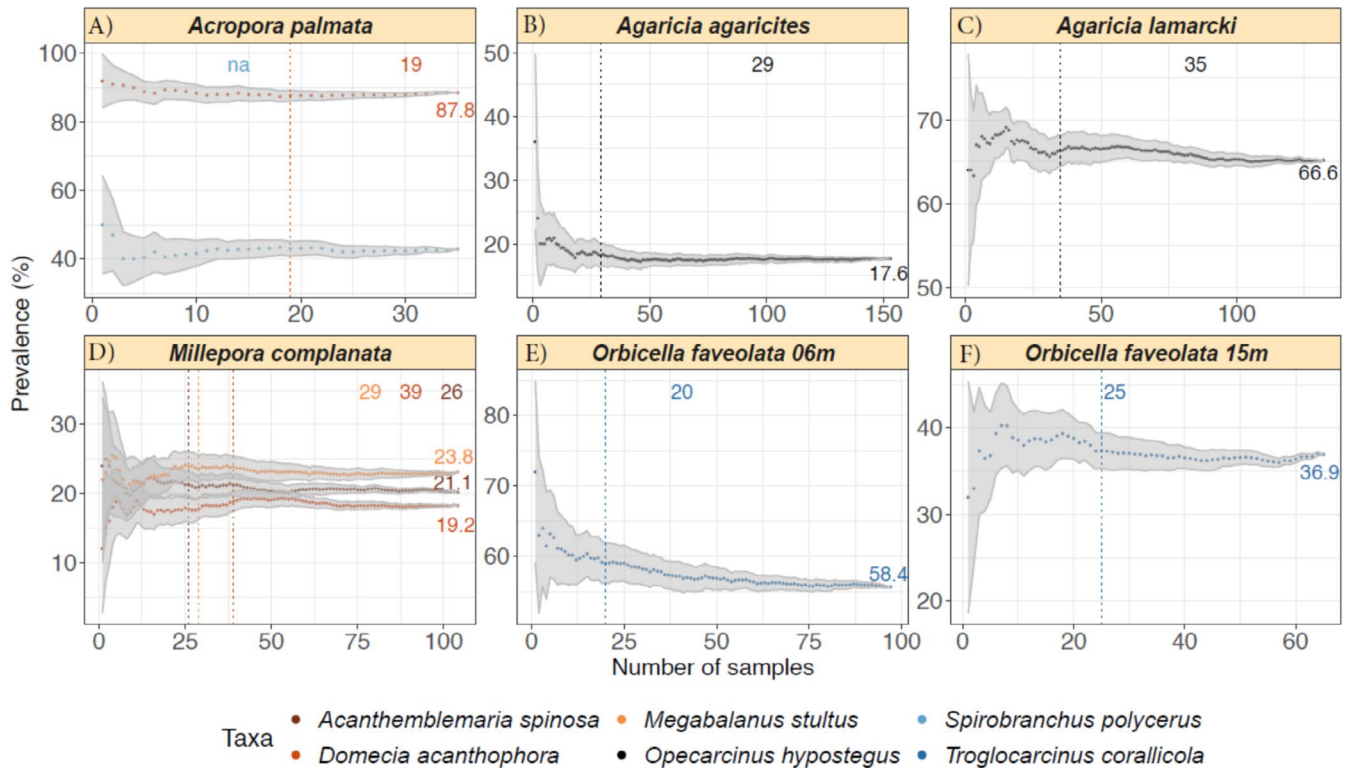 A) Acropora palmata
B) Agaricia agaricites
C) Agaricia lamarcki
na 19
29
35
100
80
60
40
87.8
50
40
30
20
10
17.6
70
60
50
66.6
0 10 20 30
0 50 100 150
0 50 100
Prevalence (%)
D) Millepora complanata
E) Orbicella faveolata 06m
F) Orbicella faveolata 15m
29 39 26
20
25
30
20
10
23.8
21.1
19.2
80
70
60
58.4
40
30
20
36.9
0 25 50 75 100
0 25 50 75 100
0 20 40 60
Number of samples
Taxa
Acanthemblemaria spinosa
Megabalanus stultus
Spirobranchus polycerus
Domecia acanthophora
Opecarcinus hypostegus
Troglocarcinus corallicola